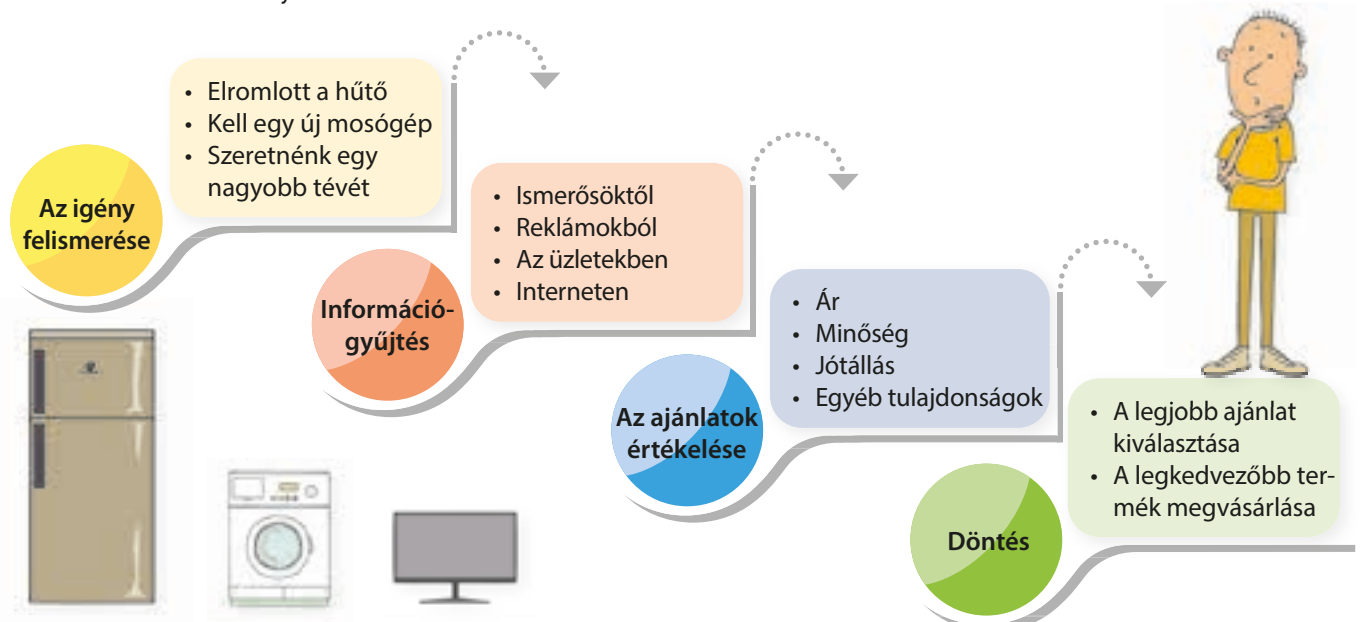 Az igény
felismerése
• Elromlott a hűtő
• Kell egy új mosógép
• Szeretnénk egy
nagyobb tévét
Információ-
gyűjtés
• Ismerősöktől
• Reklámokból
• Az üzletekben
• Interneten
Az ajánlatok
értékelése
• Ár
• Minőség
• Jótállás
• Egyéb tulajdonságok
Döntés
• A legjobb ajánlat
kiválasztása
• A legkedvezőbb ter-
mék megvásárlása